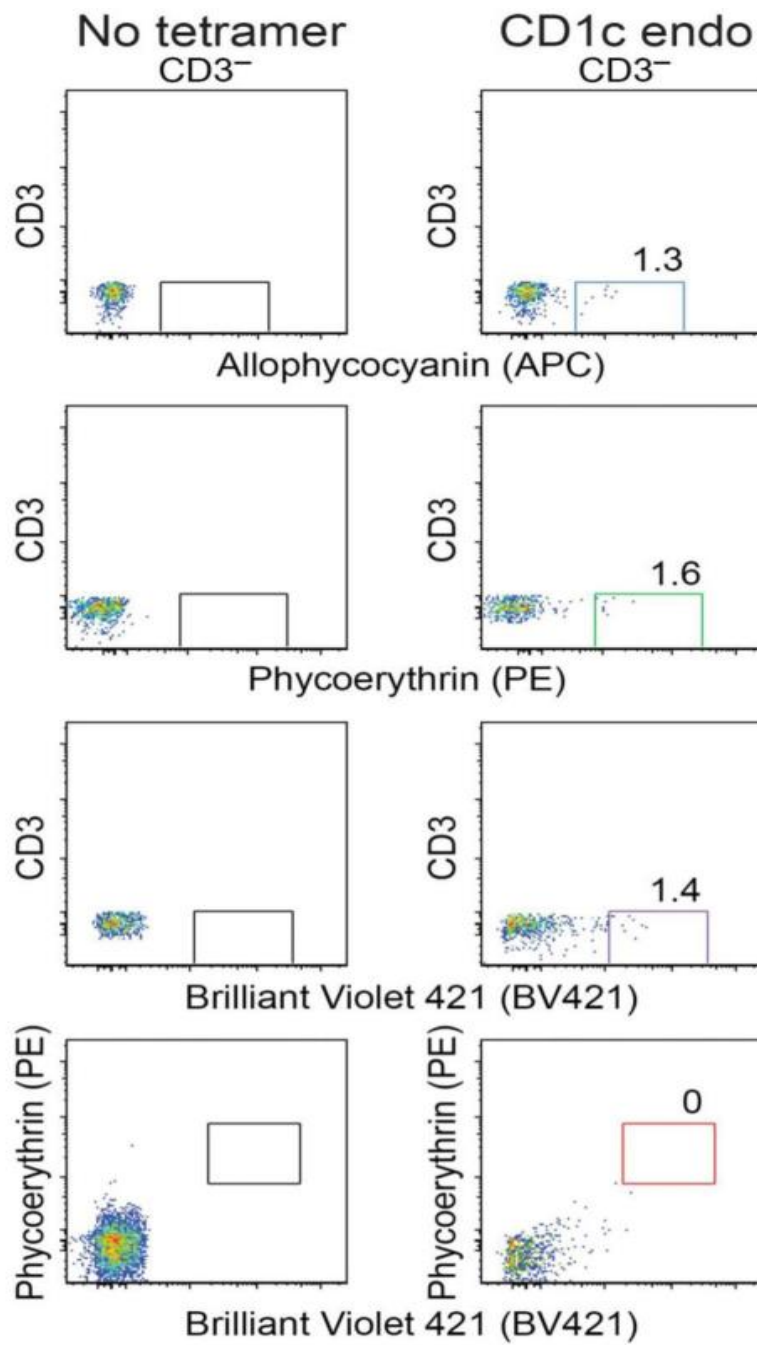 No tetramer
CD1c endo
CD3–
CD3–
CD3
CD3
1.3
Allophycocyanin (APC)
CD3
CD3
1.6
Phycoerythrin (PE)
CD3
CD3
1.4
Brilliant Violet 421 (BV421)
Phycoerythrin (PE)
Phycoerythrin (PE)
0
Brilliant Violet 421 (BV421)